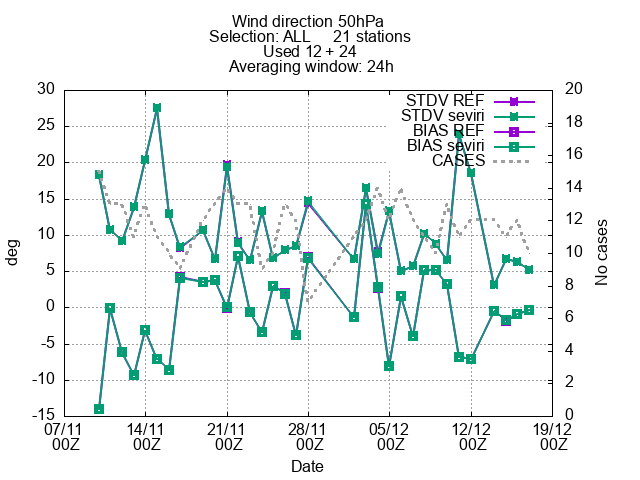 Wind direction 50hPa
Selection: ALL 21 stations
Used 12 + 24
Averaging window: 24h
STDV REF
STDV seviri
BIAS REF
BIAS seviri
CASES
30
25
20
15
10
5
0
-5
-10
-15
deg
20
18
16
14
12
10
8
6
4
2
0
No cases
07/11 14/11 21/11 28/11 05/12 12/12 19/12
00Z 00Z 00Z 00Z 00Z 00Z 00Z
Date